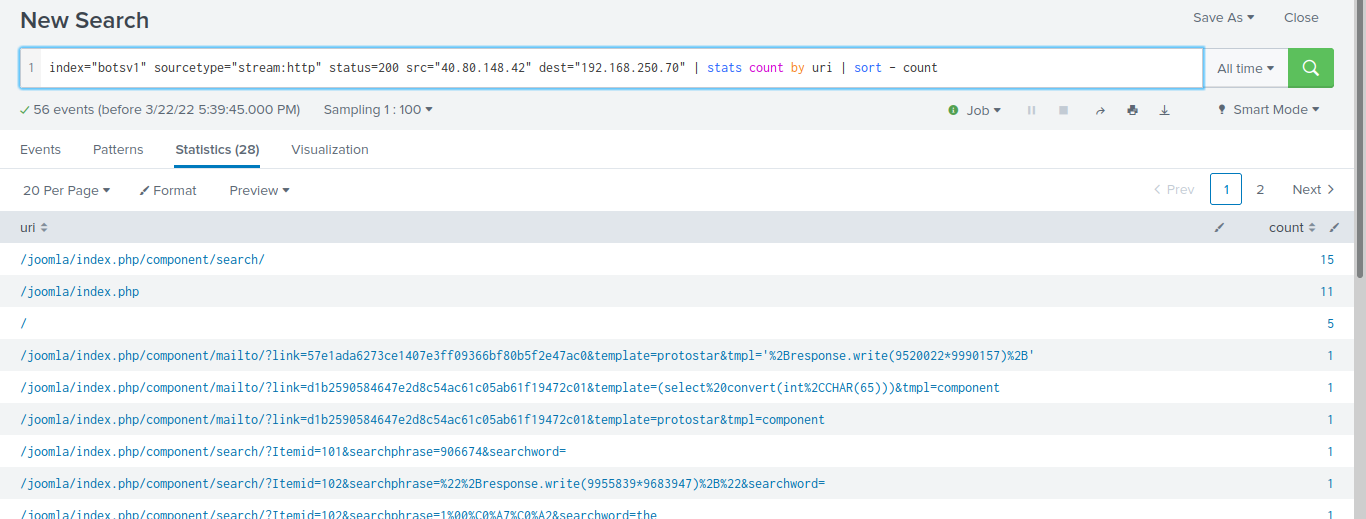 New Search
Save As
Close
1 index="botsv1" sourcetype="stream:http" status=200 src="40.80.148.42" dest="192.168.250.70" | stats count by uri | sort - count
All time
56 events (before 3/22/22 5:39:45.000 PM)
Sampling 1 : 100
Job
Smart Mode
Events
Patterns
Statistics (28)
Visualization
20 Per Page
Format
Preview
Prev
1
2
Next
uri
count
/joomla/index.php/component/search/ 15
/joomla/index.php 11
/ 5
/joomla/index.php/component/mailto/?link=57e1ada6273ce1407e3ff09366bf80b5f2e47ac0&template=protostar&tmpl='%2Bresponse.write(9520022*9990157)%2B' 1
/joomla/index.php/component/mailto/?link=d1b2590584647e2d8c54ac61c05ab61f19472c01&template=(select%20convert(int%2CCHAR(65)))&tmpl=component 1
/joomla/index.php/component/mailto/?link=d1b2590584647e2d8c54ac61c05ab61f19472c01&template=protostar&tmpl=component 1
/joomla/index.php/component/search/?Itemid=101&searchphrase=906674&searchword= 1
/joomla/index.php/component/search/?Itemid=102&searchphrase=%22%2Bresponse.write(9955839*9683947)%2B%22&searchword= 1
/joomla/index.php/component/search/?Itemid=102&searchphrase=1%00%C0%A7%C0%A2&searchword=the 1